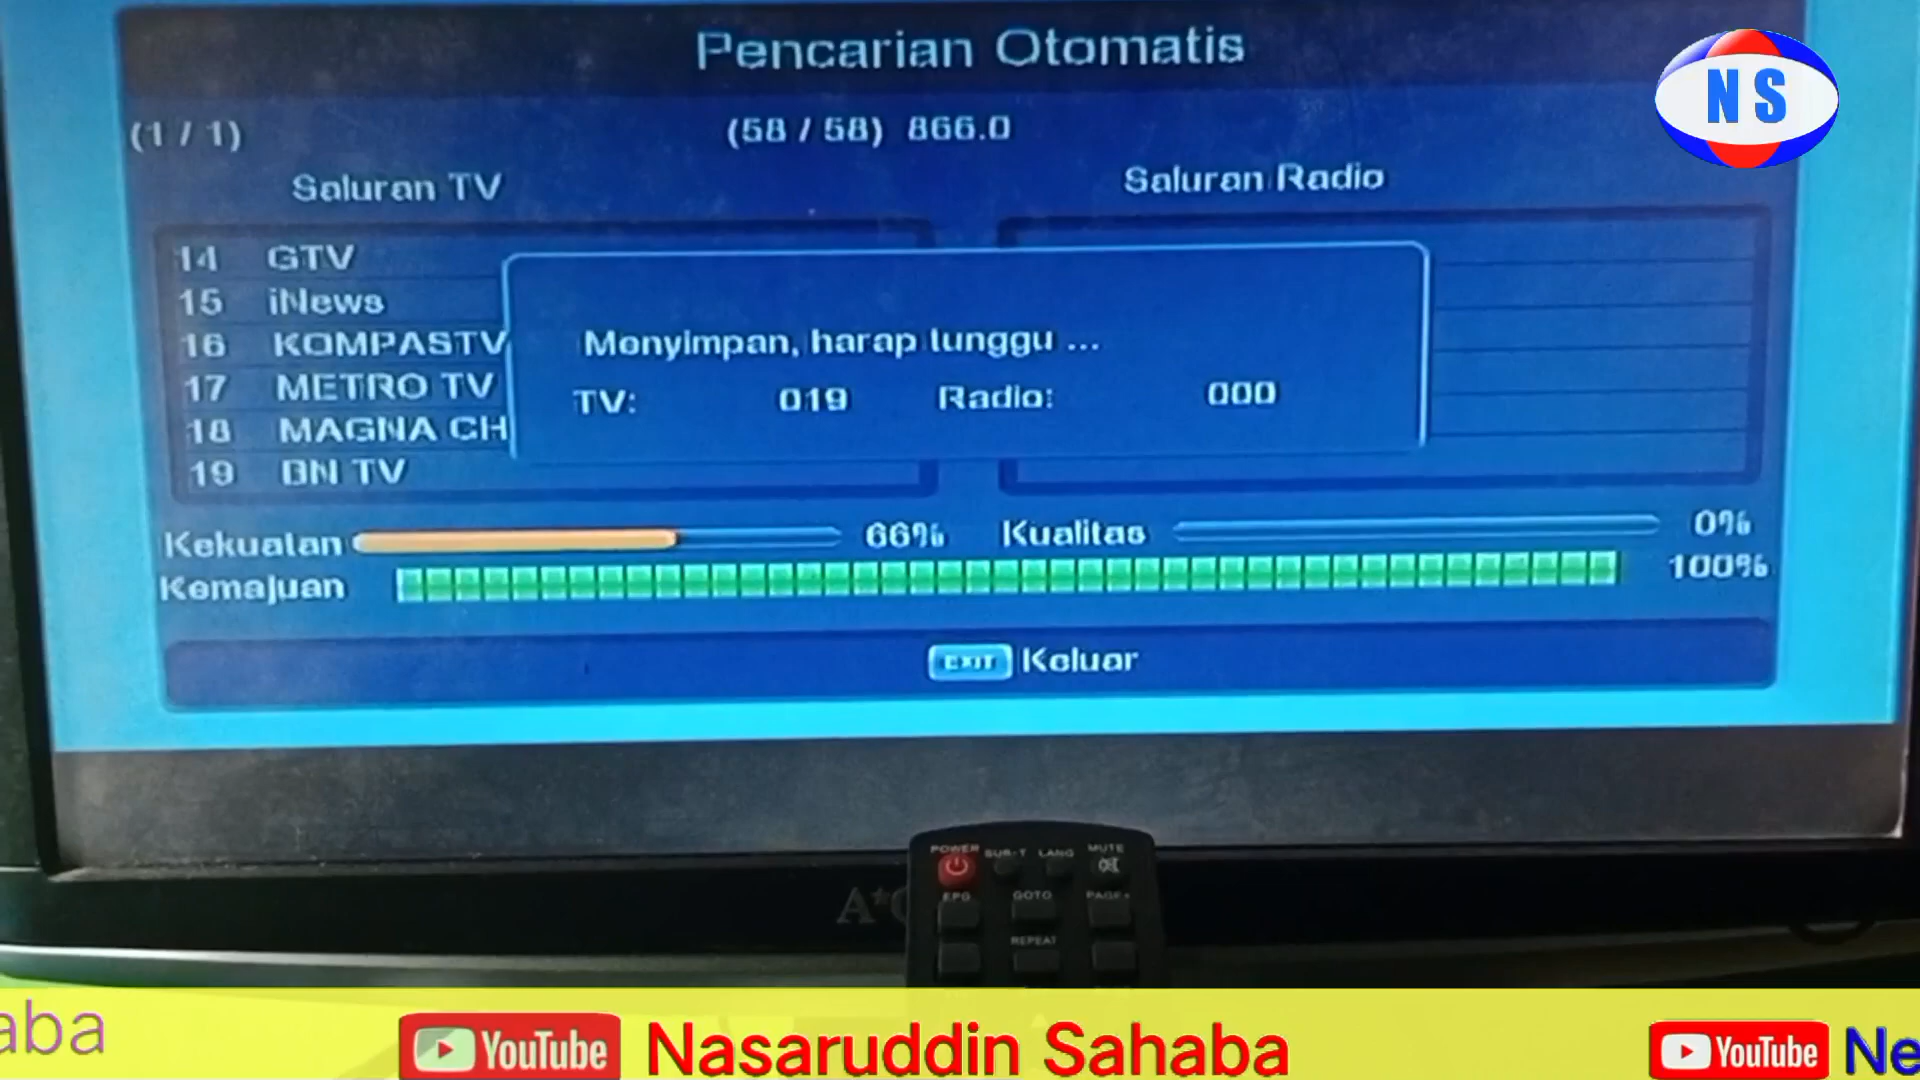 Pencarian Otomatis
N S
(1 / 1)
(58 / 58) 866.0
Saluran TV
Saluran Radio
14 GTV
15 iNews
16 KOMPASTV
17 METRO TV
18 MAGNA CH
19 BN TV
Menyimpan, harap tunggu ...
TV: 019 Radio: 000
Kekuatan 66% Kualitas 0%
Kemajuan 100%
EXIT Keluar
POWER SUB-T LANG MUTE
EPG GOTO PAGE+
REPEAT
aba
YouTube Nasaruddin Sahaba
YouTube Ne